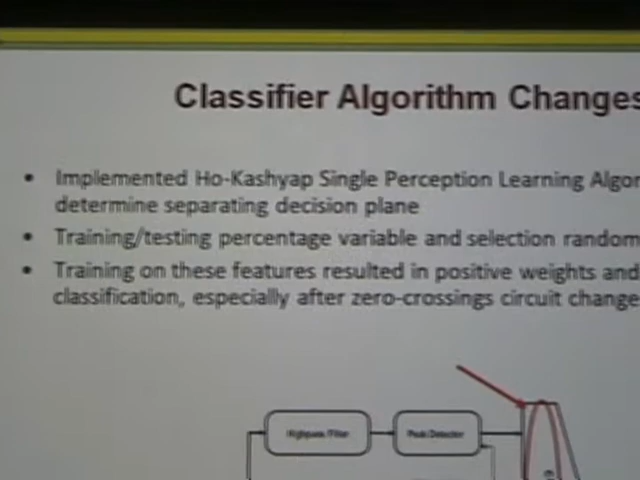 Classifier Algorithm Changes
Implemented Ho-Kashyap Single Perception Learning Algor
determine separating decision plane
Training/testing percentage variable and selection random
Training on these features resulted in positive weights and
classification, especially after zero-crossings circuit change
Highpass Filter
Peak Detector